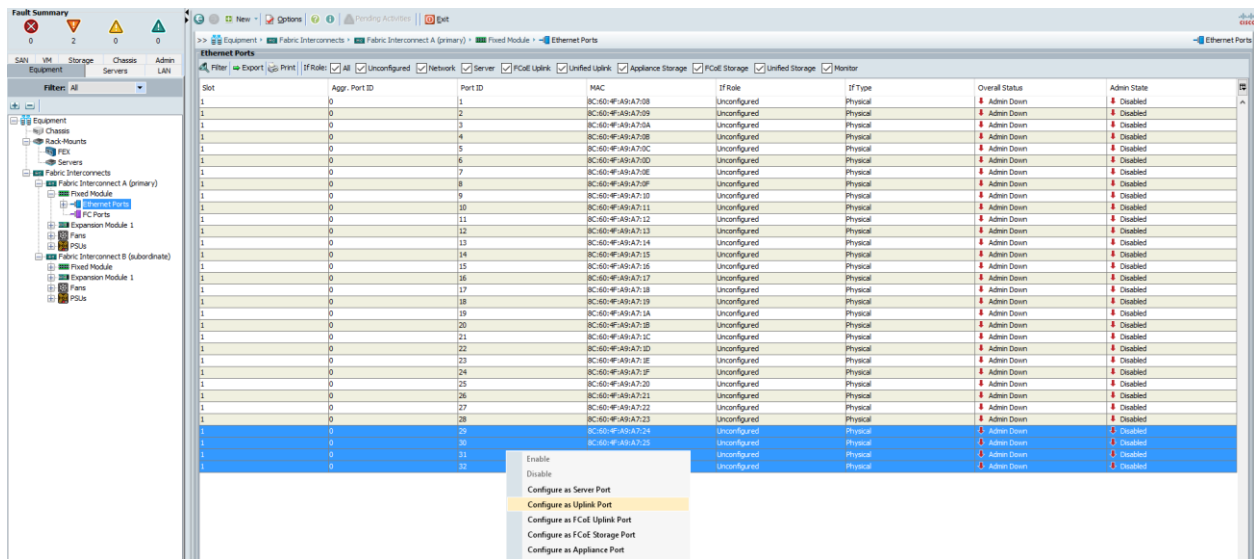 Fault Summary
0 2 0 0
SAN VM Storage Chassis Admin
Equipment Servers LAN
Filter: All
Equipment
Chassis
Rack-Mounts
FEX
Servers
Fabric Interconnects
Fabric Interconnect A (primary)
Fixed Module
Ethernet Ports
FC Ports
Expansion Module 1
Fans
PSUs
Fabric Interconnect B (subordinate)
Fixed Module
Expansion Module 1
Fans
PSUs
New Options Pending Activities Exit
CISCO
>> Equipment Fabric Interconnects Fabric Interconnect A (primary) Fixed Module Ethernet Ports Ethernet Ports
Ethernet Ports
Filter Export Print If Role: All Unconfigured Network Server FCoE Uplink Unified Uplink Appliance Storage FCoE Storage Unified Storage Monitor
Slot Aggr. Port ID Port ID MAC If Role If Type Overall Status Admin State
1 0 1 8C:60:4F:A9:A7:08 Unconfigured Physical Admin Down Disabled
1 0 2 8C:60:4F:A9:A7:09 Unconfigured Physical Admin Down Disabled
1 0 3 8C:60:4F:A9:A7:0A Unconfigured Physical Admin Down Disabled
1 0 4 8C:60:4F:A9:A7:0B Unconfigured Physical Admin Down Disabled
1 0 5 8C:60:4F:A9:A7:0C Unconfigured Physical Admin Down Disabled
1 0 6 8C:60:4F:A9:A7:0D Unconfigured Physical Admin Down Disabled
1 0 7 8C:60:4F:A9:A7:0E Unconfigured Physical Admin Down Disabled
1 0 8 8C:60:4F:A9:A7:0F Unconfigured Physical Admin Down Disabled
1 0 9 8C:60:4F:A9:A7:10 Unconfigured Physical Admin Down Disabled
1 0 10 8C:60:4F:A9:A7:11 Unconfigured Physical Admin Down Disabled
1 0 11 8C:60:4F:A9:A7:12 Unconfigured Physical Admin Down Disabled
1 0 12 8C:60:4F:A9:A7:13 Unconfigured Physical Admin Down Disabled
1 0 13 8C:60:4F:A9:A7:14 Unconfigured Physical Admin Down Disabled
1 0 14 8C:60:4F:A9:A7:15 Unconfigured Physical Admin Down Disabled
1 0 15 8C:60:4F:A9:A7:16 Unconfigured Physical Admin Down Disabled
1 0 16 8C:60:4F:A9:A7:17 Unconfigured Physical Admin Down Disabled
1 0 17 8C:60:4F:A9:A7:18 Unconfigured Physical Admin Down Disabled
1 0 18 8C:60:4F:A9:A7:19 Unconfigured Physical Admin Down Disabled
1 0 19 8C:60:4F:A9:A7:1A Unconfigured Physical Admin Down Disabled
1 0 20 8C:60:4F:A9:A7:1B Unconfigured Physical Admin Down Disabled
1 0 21 8C:60:4F:A9:A7:1C Unconfigured Physical Admin Down Disabled
1 0 22 8C:60:4F:A9:A7:1D Unconfigured Physical Admin Down Disabled
1 0 23 8C:60:4F:A9:A7:1E Unconfigured Physical Admin Down Disabled
1 0 24 8C:60:4F:A9:A7:1F Unconfigured Physical Admin Down Disabled
1 0 25 8C:60:4F:A9:A7:20 Unconfigured Physical Admin Down Disabled
1 0 26 8C:60:4F:A9:A7:21 Unconfigured Physical Admin Down Disabled
1 0 27 8C:60:4F:A9:A7:22 Unconfigured Physical Admin Down Disabled
1 0 28 8C:60:4F:A9:A7:23 Unconfigured Physical Admin Down Disabled
1 0 29 8C:60:4F:A9:A7:24 Unconfigured Physical Admin Down Disabled
1 0 30 8C:60:4F:A9:A7:25 Unconfigured Physical Admin Down Disabled
1 0 31 Unconfigured Physical Admin Down Disabled
1 0 32 Unconfigured Physical Admin Down Disabled
Enable
Disable
Configure as Server Port
Configure as Uplink Port
Configure as FCoE Uplink Port
Configure as FCoE Storage Port
Configure as Appliance Port